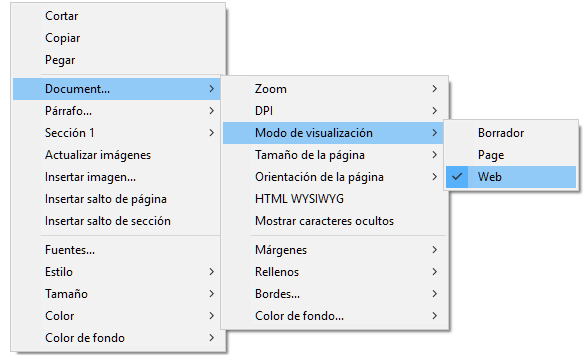 Cortar
Copiar
Pegar
Document...
Párrafo...
Sección 1
Actualizar imágenes
Insertar imagen...
Insertar salto de página
Insertar salto de sección
Fuentes...
Estilo
Tamaño
Color
Color de fondo
Zoom
DPI
Modo de visualización
Tamaño de la página
Orientación de la página
HTML WYSIWYG
Mostrar caracteres ocultos
Márgenes
Rellenos
Bordes...
Color de fondo...
Borrador
Page
Web